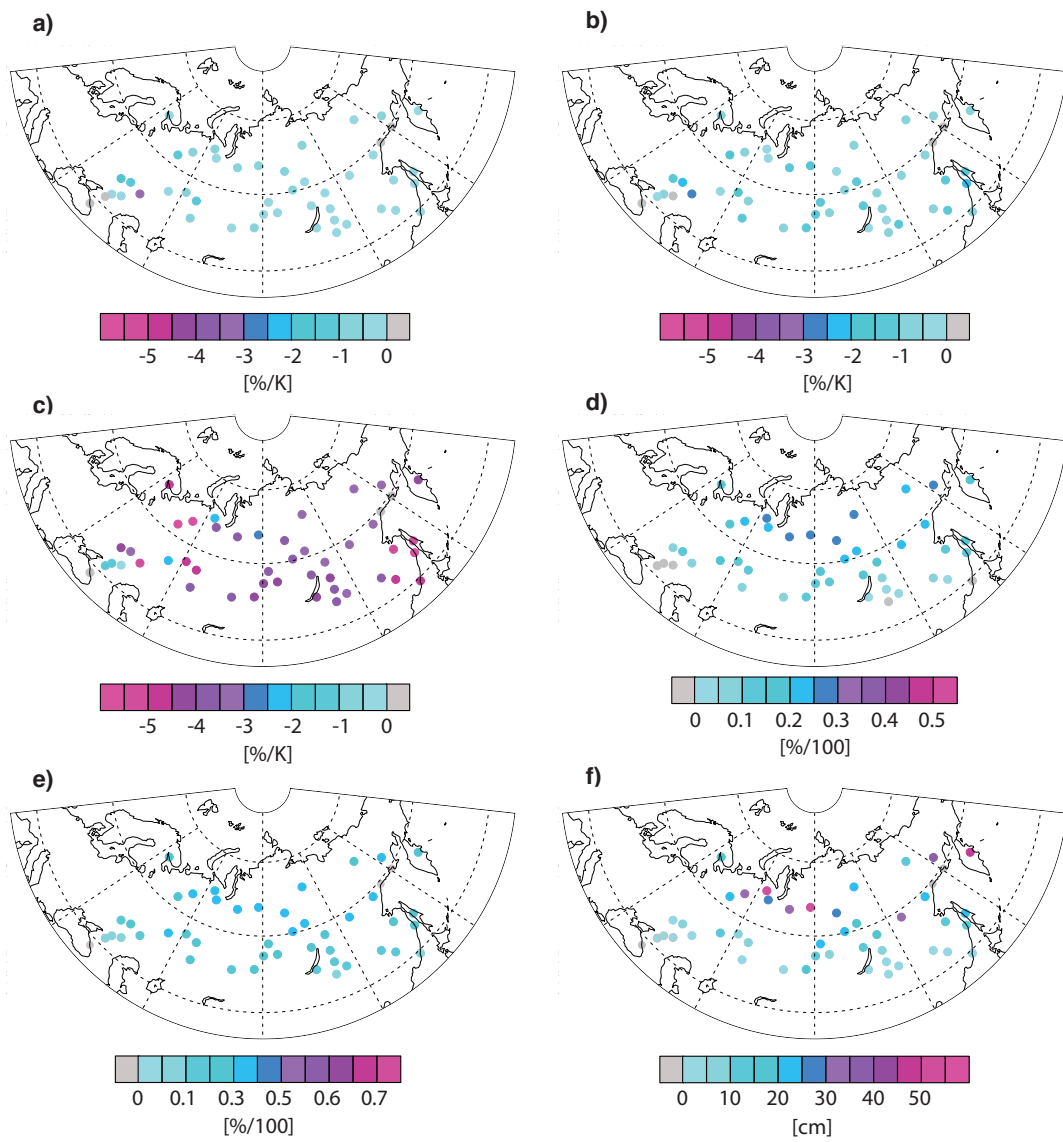 a) b)
-5 -4 -3 -2 -1 0 -5 -4 -3 -2 -1 0
[%/K] [%/K]
c) d)
-5 -4 -3 -2 -1 0 0 0.1 0.2 0.3 0.4 0.5
[%/K] [%/100]
e) f)
0 0.1 0.3 0.5 0.6 0.7 0 10 20 30 40 50
[%/100] [cm]